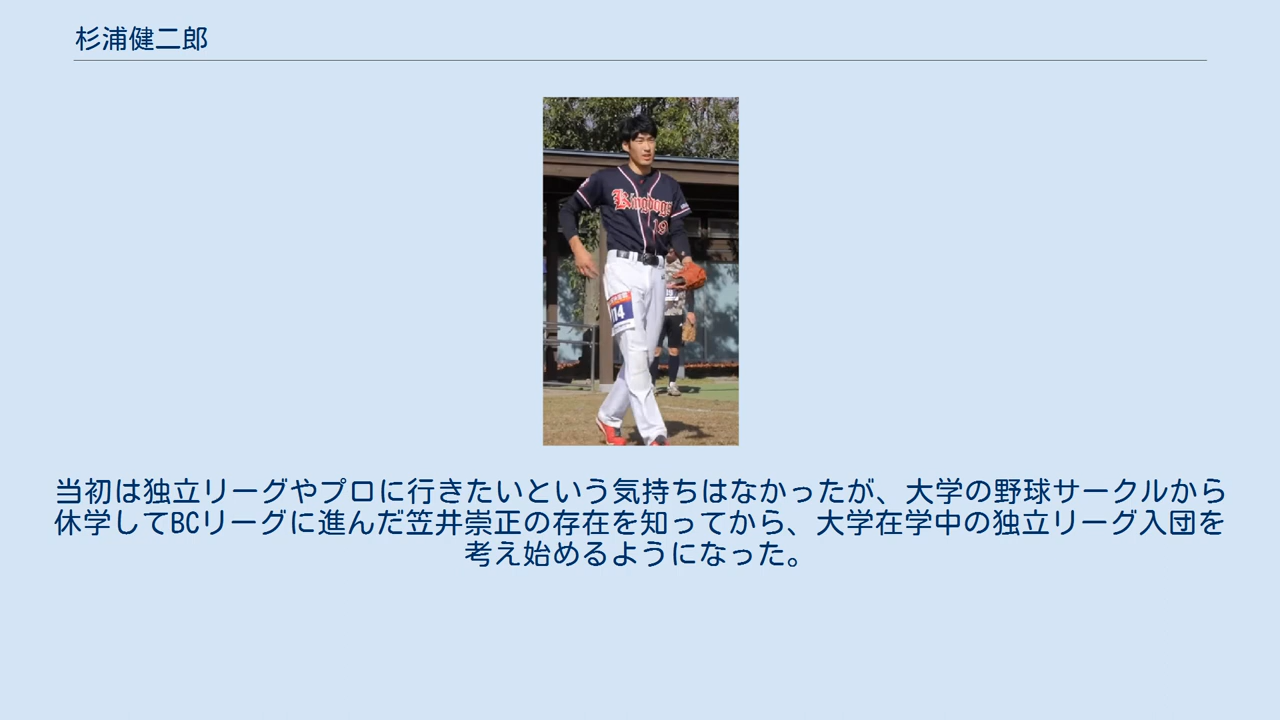 杉浦健二郎
Kingdogs
19
114
当初は独立リーグやプロに行きたいという気持ちはなかったが、大学の野球サークルから
休学してBCリーグに進んだ笠井崇正の存在を知ってから、大学在学中の独立リーグ入団を
考え始めるようになった。